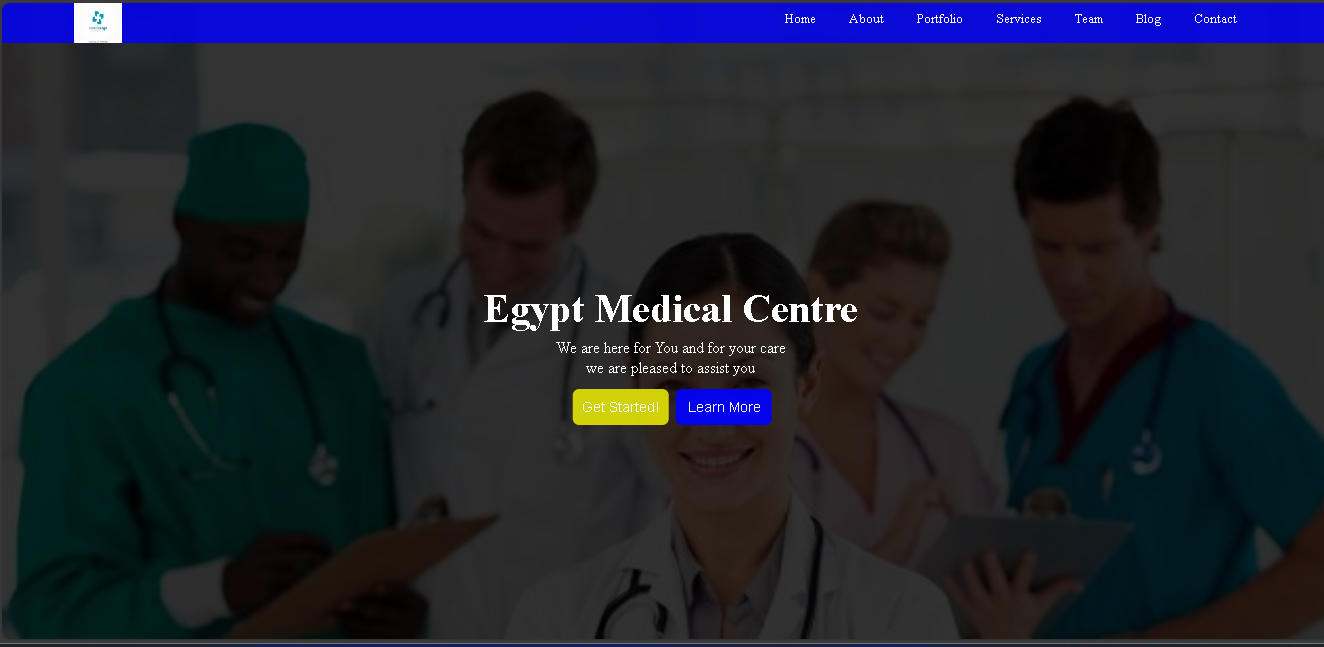 Home About Portfolio Services Team Blog Contact
Egypt Medical Centre
We are here for You and for your care
we are pleased to assist you
Get Started! Learn More